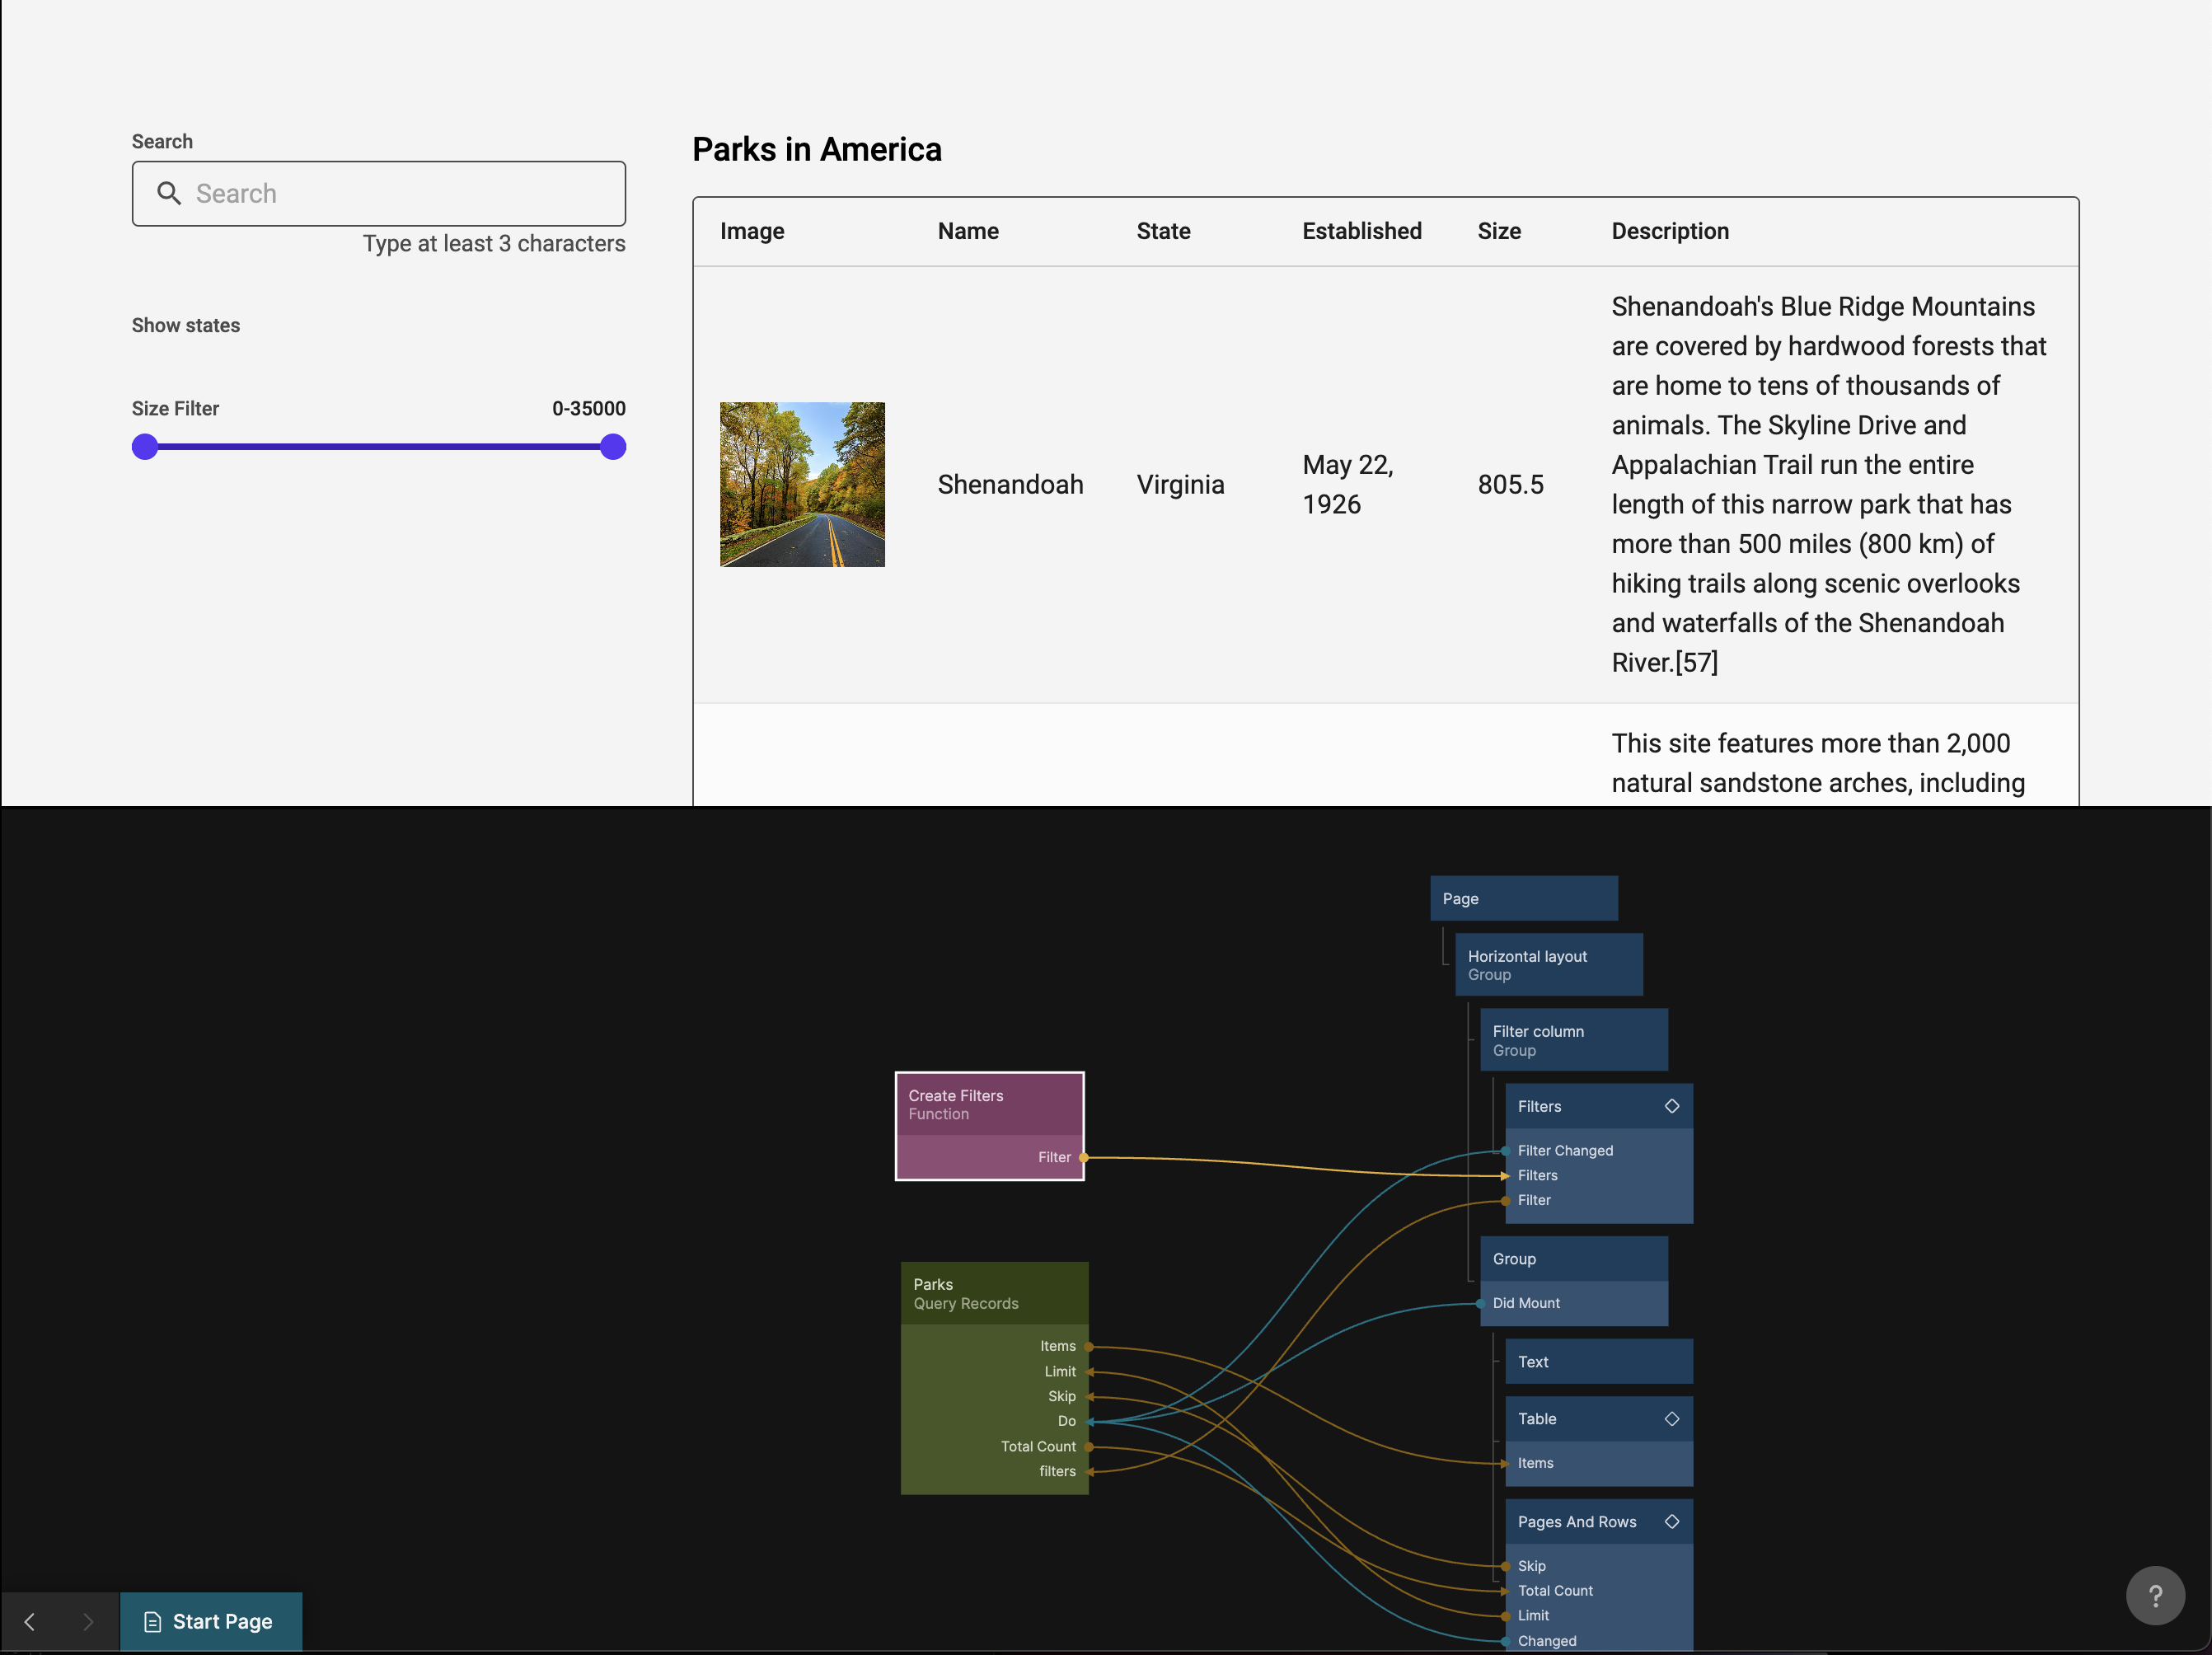 Search
Search
Type at least 3 characters
Show states
Size Filter
0-35000
Parks in America
Image Name State Established Size Description
Shenandoah
Virginia
May 22,
1926
805.5
Shenandoah's Blue Ridge Mountains
are covered by hardwood forests that
are home to tens of thousands of
animals. The Skyline Drive and
Appalachian Trail run the entire
length of this narrow park that has
more than 500 miles (800 km) of
hiking trails along scenic overlooks
and waterfalls of the Shenandoah
River.[57]
This site features more than 2,000
natural sandstone arches, including
Create Filters
Function
Filter
Parks
Query Records
Items
Limit
Skip
Do
Total Count
filters
Page
Horizontal layout
Group
Filter column
Group
Filters
Filter Changed
Filters
Filter
Group
Did Mount
Text
Table
Items
Pages And Rows
Skip
Total Count
Limit
Changed
Start Page
?